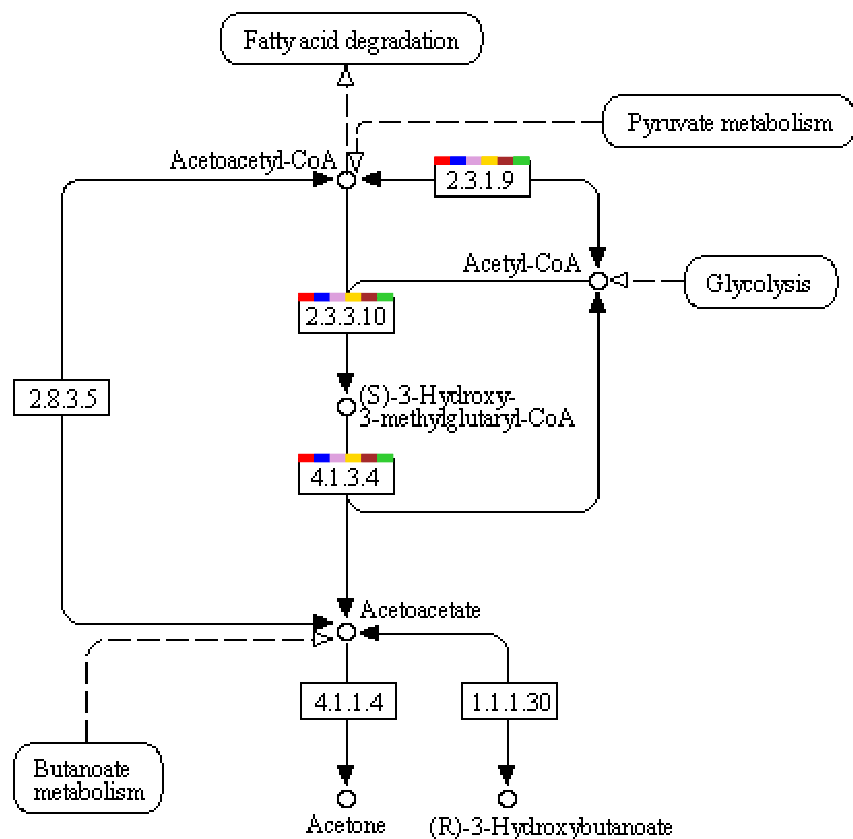 Fatty acid degradation
Pyruvate metabolism
Acetoacetyl-CoA
2.3.1.9
Acetyl-CoA
Glycolysis
2.3.3.10
2.8.3.5
(S)-3-Hydroxy-
3-methylglutaryl-CoA
4.1.3.4
Acetoacetate
4.1.1.4
1.1.1.30
Butanoate
metabolism
Acetone
(R)-3-Hydroxybutanoate